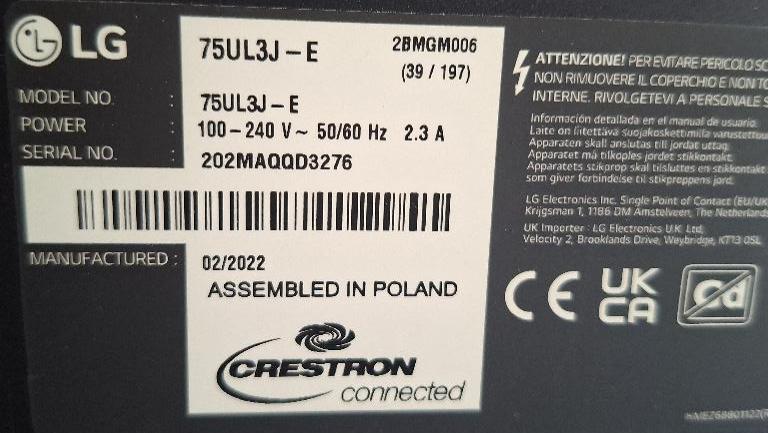 LG
75UL3J-E
2BMGM006
(39 / 197)
MODEL NO. : 75UL3J-E
POWER : 100-240 V~ 50/60 Hz 2.3 A
SERIAL NO. : 202MAQQD3276
MANUFACTURED : 02/2022
ASSEMBLED IN POLAND
CRESTRON
connected
ATTENZIONE! PER EVITARE PERICOLO
NON RIMUOVERE IL COPERCHIO E NON
INTERNE. RIVOLGETEVI A PERSONALE
Información detallada en el manual de usuario.
Laite on liitettävä suojakoskettimilla
Apparaten skall anslutas till jordat uttag.
Apparatet må tilkoples jordet stikkontakt.
Apparatets stikprop skal tilsluttes en stikkontakt
som giver forbindelse til stikproppens jord.
LG Electronics Inc. Single Point of Contact (EU/UK
Krijgsman 1, 1186 DM Amstelveen, The Netherlands
UK Importer : LG Electronics U.K. Ltd,
Velocity 2, Brooklands Drive, Weybridge, KT13 0SL
CE
UK
CA
Cd